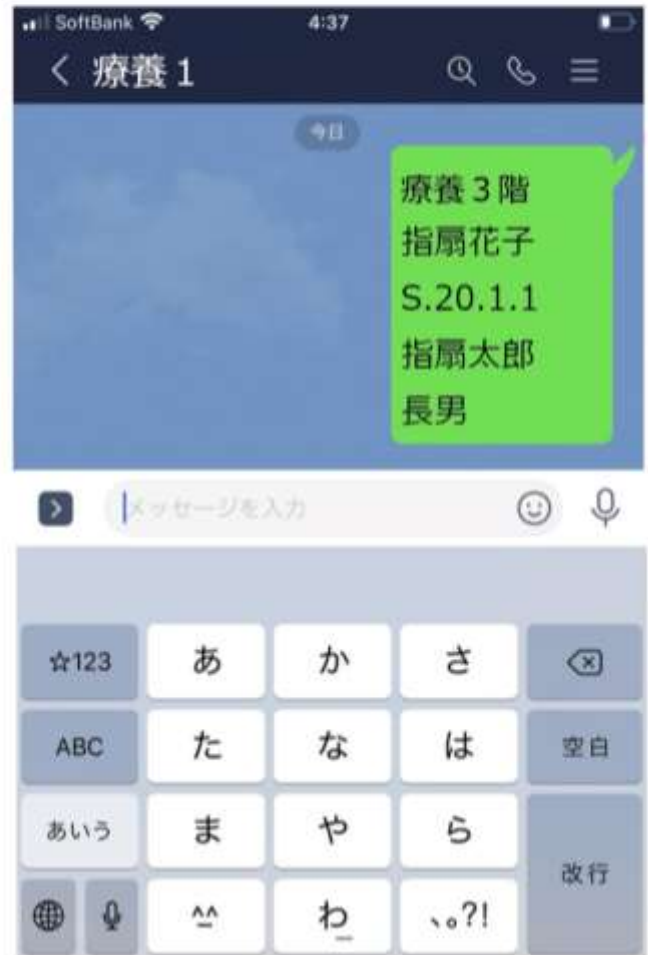 SoftBank 4:37
療養1
今日
療養3階
指扇花子
S.20.1.1
指扇太郎
長男
メッセージを入力
☆123 あ か さ
ABC た な は 空白
あいう ま や ら
改行
^^ わ 、。?!